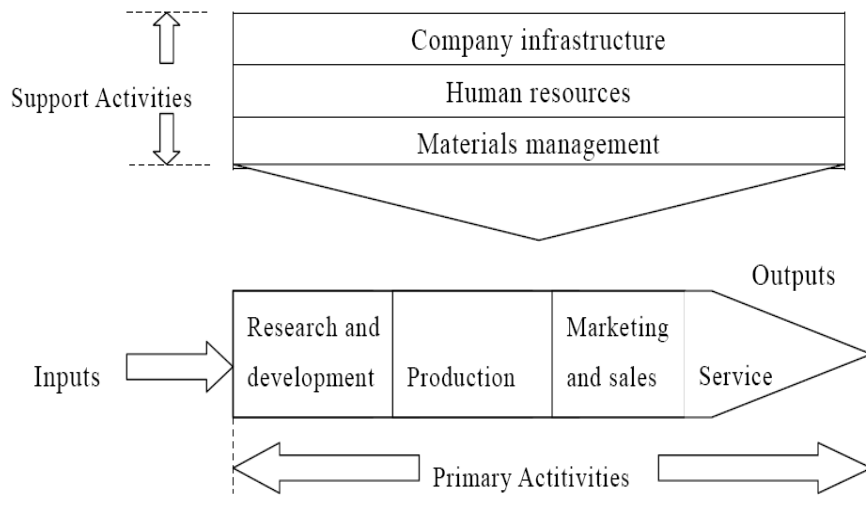 Company infrastructure
Support Activities
Human resources
Materials management
Outputs
Research and
development
Production
Marketing
and sales
Service
Inputs
Primary Actitivities